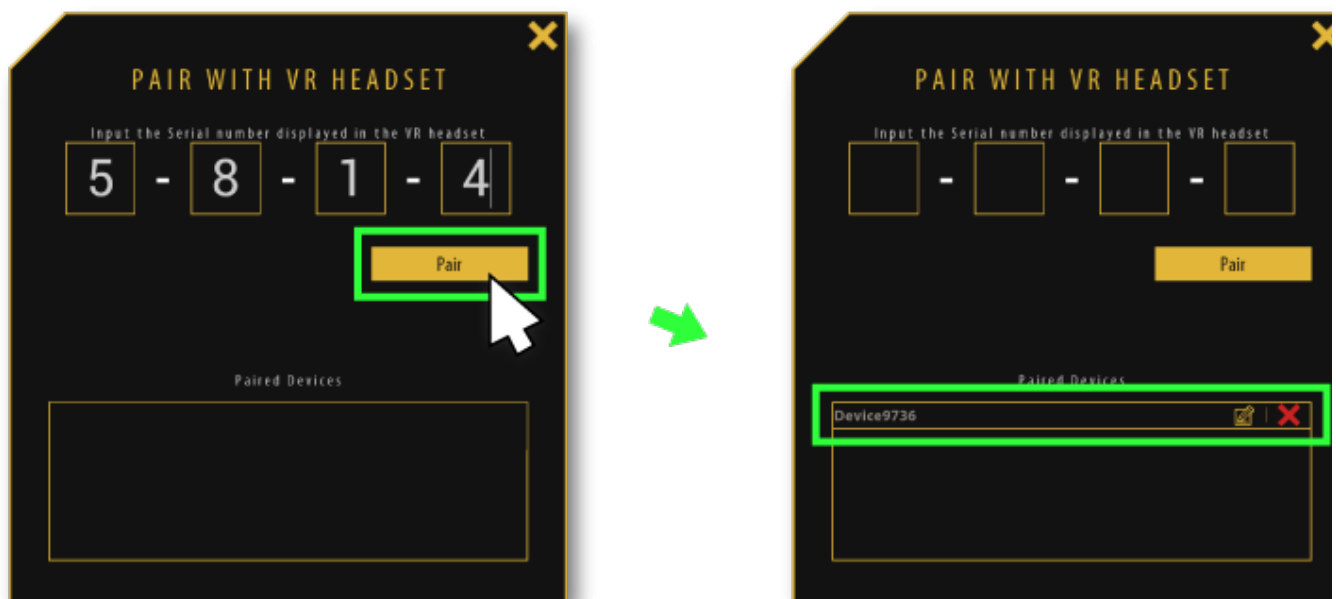 PAIR WITH VR HEADSET
Input the Serial number displayed in the VR headset
5 - 8 - 1 - 4
Pair
Paired Devices
PAIR WITH VR HEADSET
Input the Serial number displayed in the VR headset
- - -
Pair
Paired Devices
Device9736